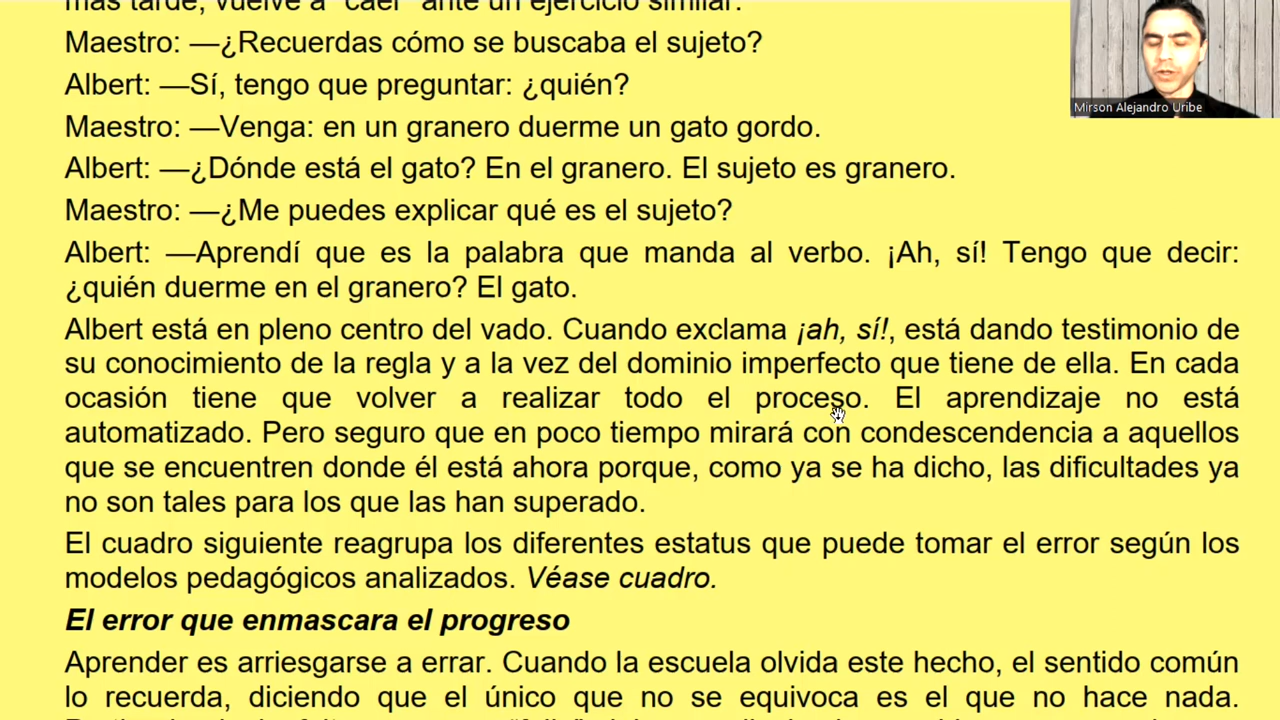 más tarde, vuelve a "caer" ante un ejercicio similar.
Maestro: —¿Recuerdas cómo se buscaba el sujeto?
Albert: —Sí, tengo que preguntar: ¿quién?
Maestro: —Venga: en un granero duerme un gato gordo.
Albert: —¿Dónde está el gato? En el granero. El sujeto es granero.
Maestro: —¿Me puedes explicar qué es el sujeto?
Albert: —Aprendí que es la palabra que manda al verbo. ¡Ah, sí! Tengo que decir:
¿quién duerme en el granero? El gato.
Albert está en pleno centro del vado. Cuando exclama ¡ah, sí!, está dando testimonio de
su conocimiento de la regla y a la vez del dominio imperfecto que tiene de ella. En cada
ocasión tiene que volver a realizar todo el proceso. El aprendizaje no está
automatizado. Pero seguro que en poco tiempo mirará con condescendencia a aquellos
que se encuentren donde él está ahora porque, como ya se ha dicho, las dificultades ya
no son tales para los que las han superado.
El cuadro siguiente reagrupa los diferentes estatus que puede tomar el error según los
modelos pedagógicos analizados. Véase cuadro.
El error que enmascara el progreso
Aprender es arriesgarse a errar. Cuando la escuela olvida este hecho, el sentido común
lo recuerda, diciendo que el único que no se equivoca es el que no hace nada.
Mirson Alejandro Uribe